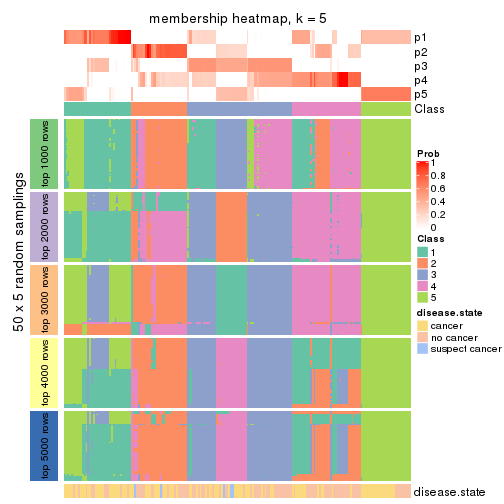 membership heatmap, k = 5
p1
p2
p3
p4
p5
Class
50 x 5 random samplings
top 1000 rows
top 2000 rows
top 3000 rows
top 4000 rows
top 5000 rows
disease.state
Prob
1
0.8
0.6
0.4
0.2
0
Class
1
2
3
4
5
disease.state
cancer
no cancer
suspect cancer